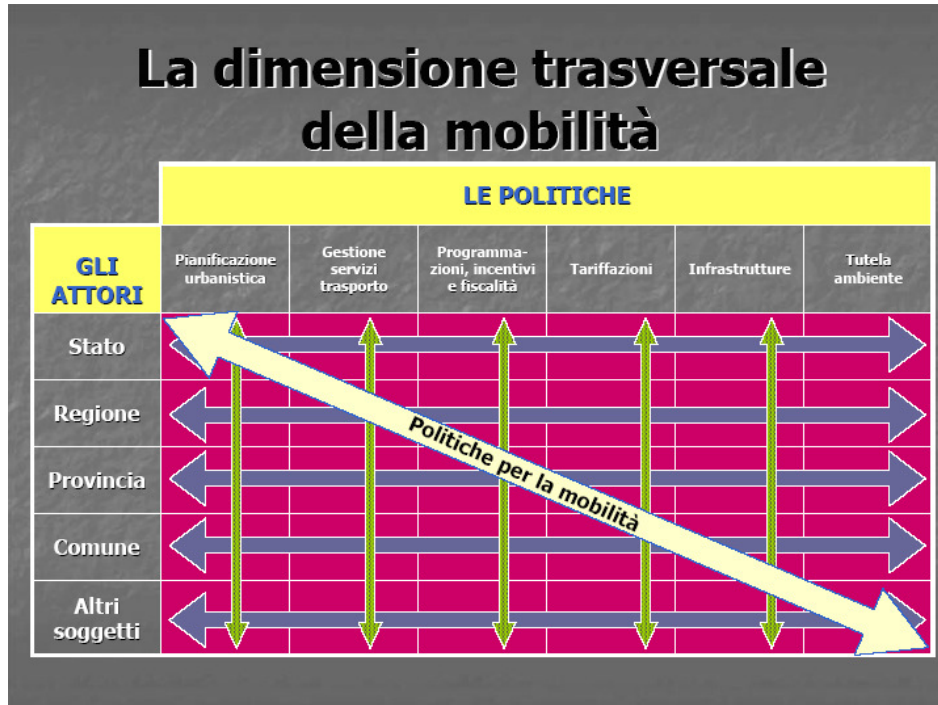 La dimensione trasversale
della mobilità
LE POLITICHE
GLI
ATTORI
Pianificazione
urbanistica
Gestione
servizi
trasporto
Programma-
zioni, incentivi
e fiscalità
Tariffazioni
Infrastrutture
Tutela
ambiente
Stato
Regione
Provincia
Comune
Altri
soggetti
Politiche per la mobilità